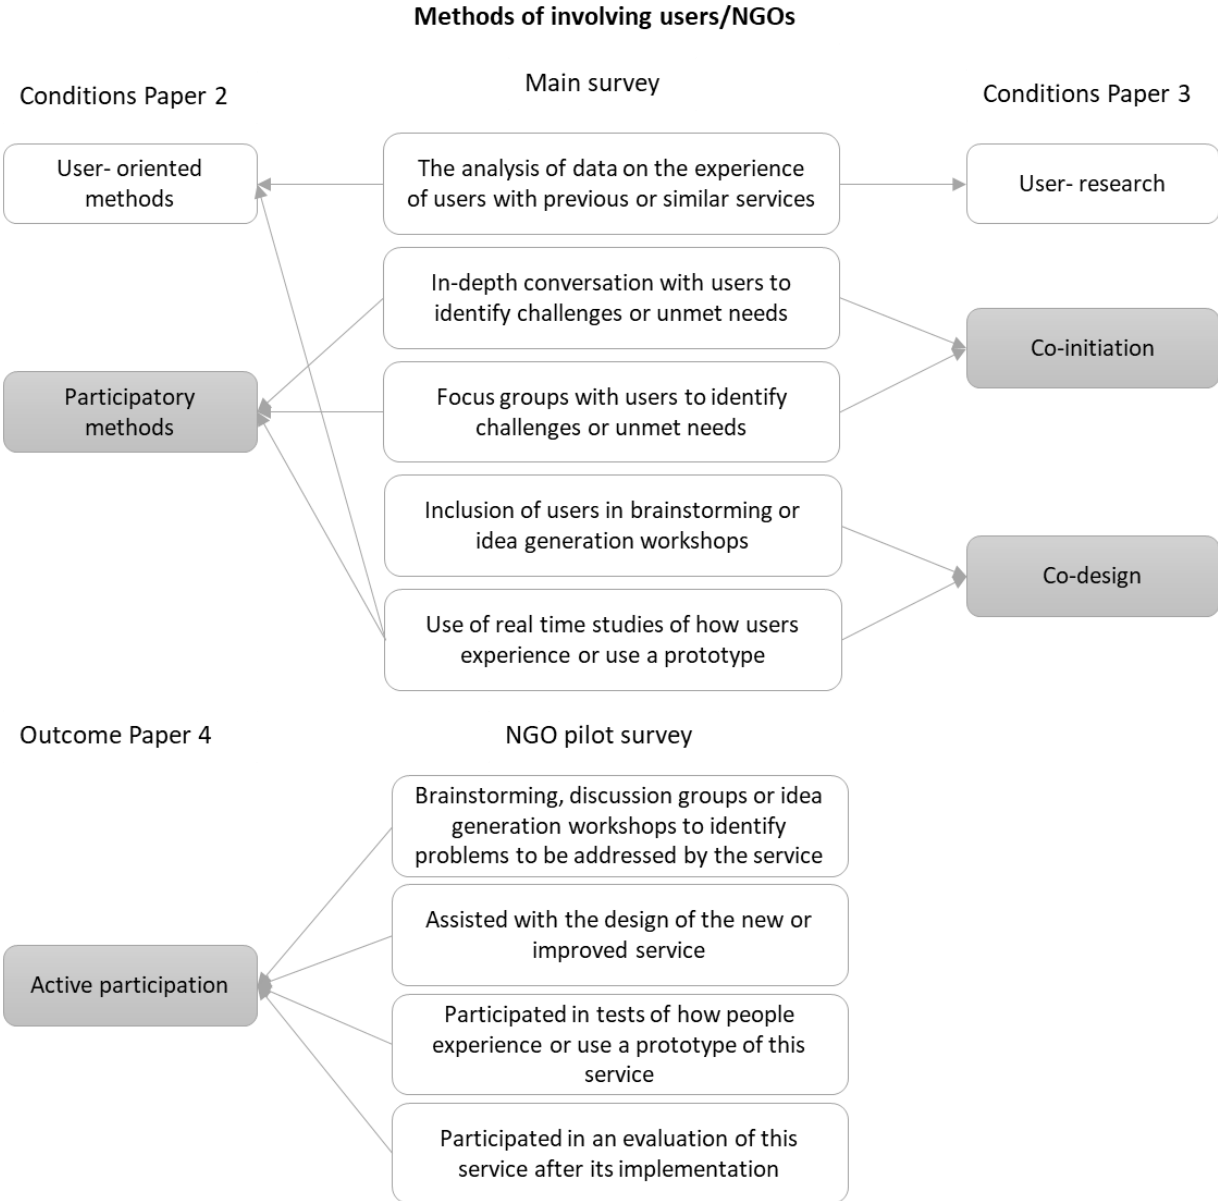 Methods of involving users/NGOs
Conditions Paper 2
Main survey
Conditions Paper 3
User- oriented
methods
The analysis of data on the experience
of users with previous or similar services
User- research
In-depth conversation with users to
identify challenges or unmet needs
Co-initiation
Participatory
methods
Focus groups with users to identify
challenges or unmet needs
Inclusion of users in brainstorming or
idea generation workshops
Co-design
Use of real time studies of how users
experience or use a prototype
Outcome Paper 4
NGO pilot survey
Brainstorming, discussion groups or idea
generation workshops to identify
problems to be addressed by the service
Assisted with the design of the new or
improved service
Active participation
Participated in tests of how people
experience or use a prototype of this
service
Participated in an evaluation of this
service after its implementation